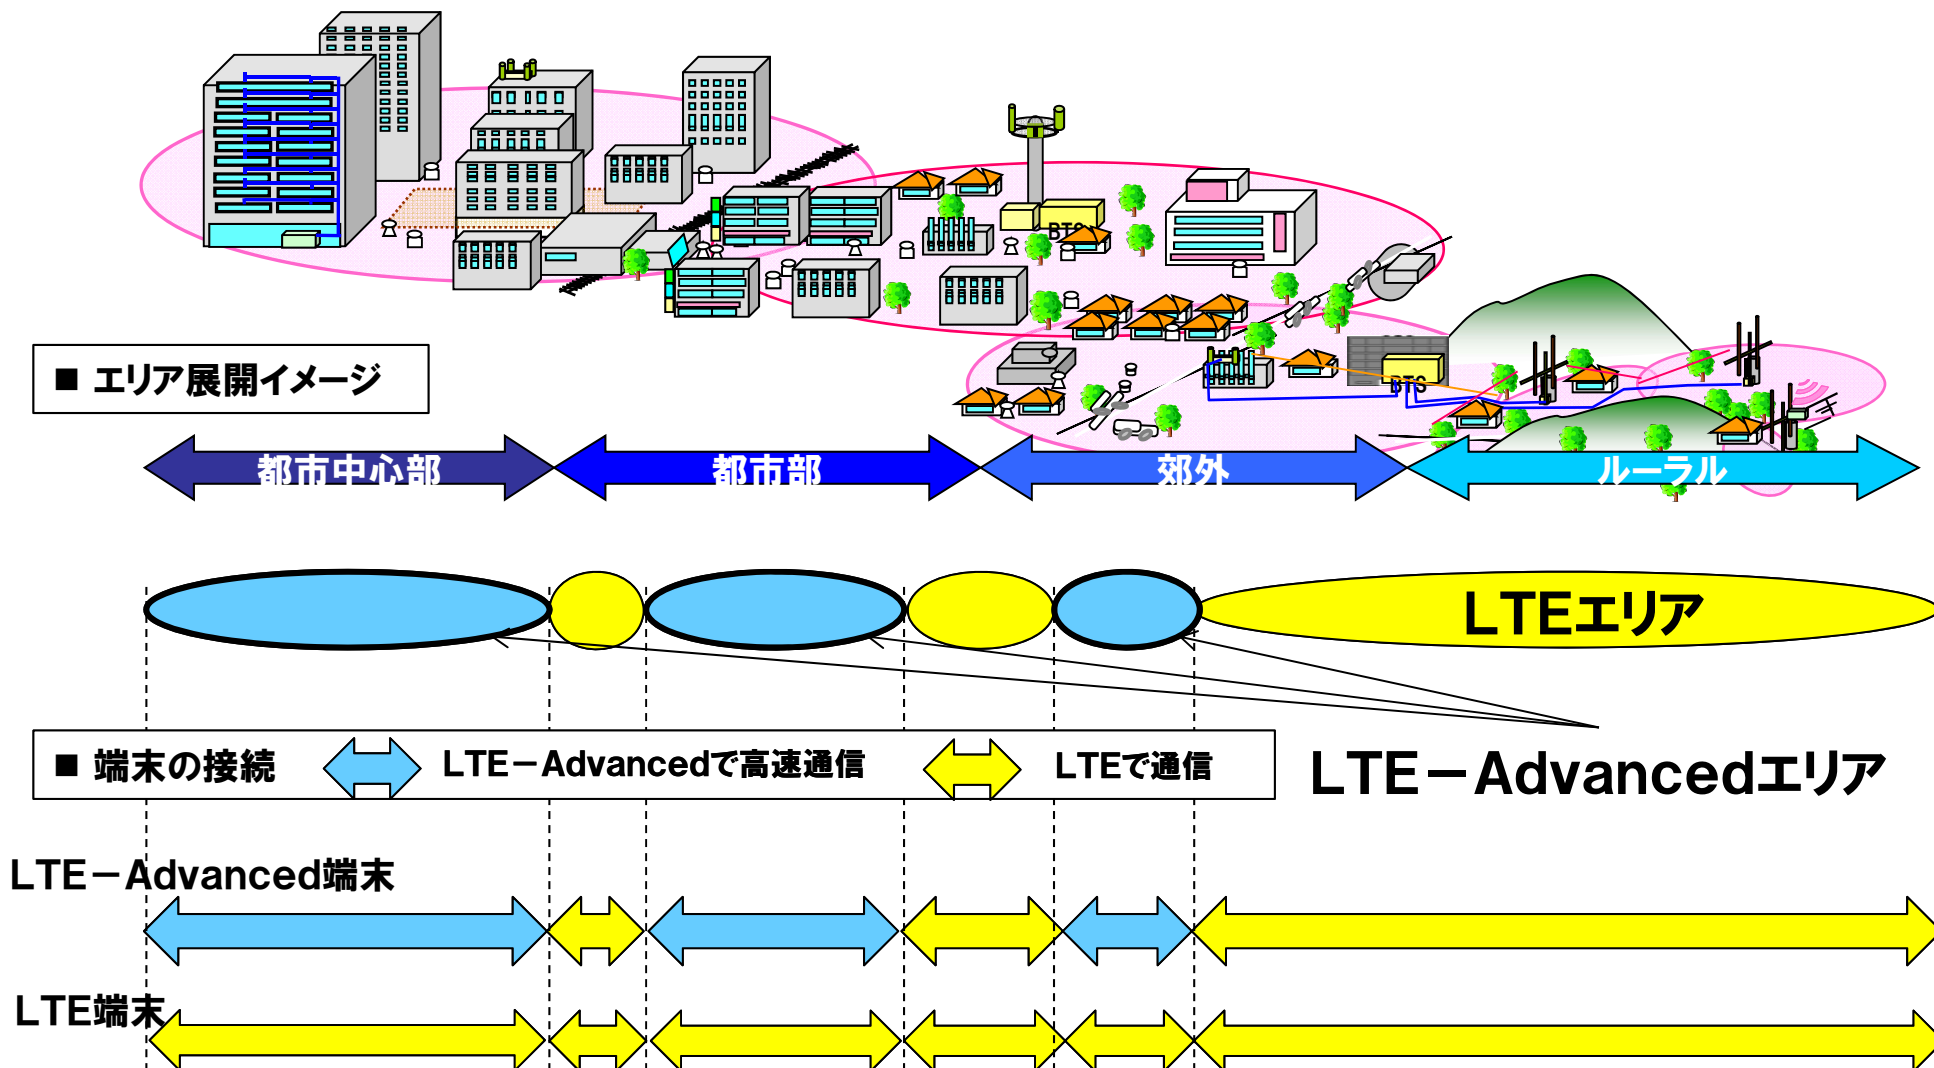 BTS
BTS
■ エリア展開イメージ
都市中心部
都市部
郊外
ルーラル
LTEエリア
■ 端末の接続
LTE－Advancedで高速通信
LTEで通信
LTE－Advancedエリア
LTE－Advanced端末
LTE端末